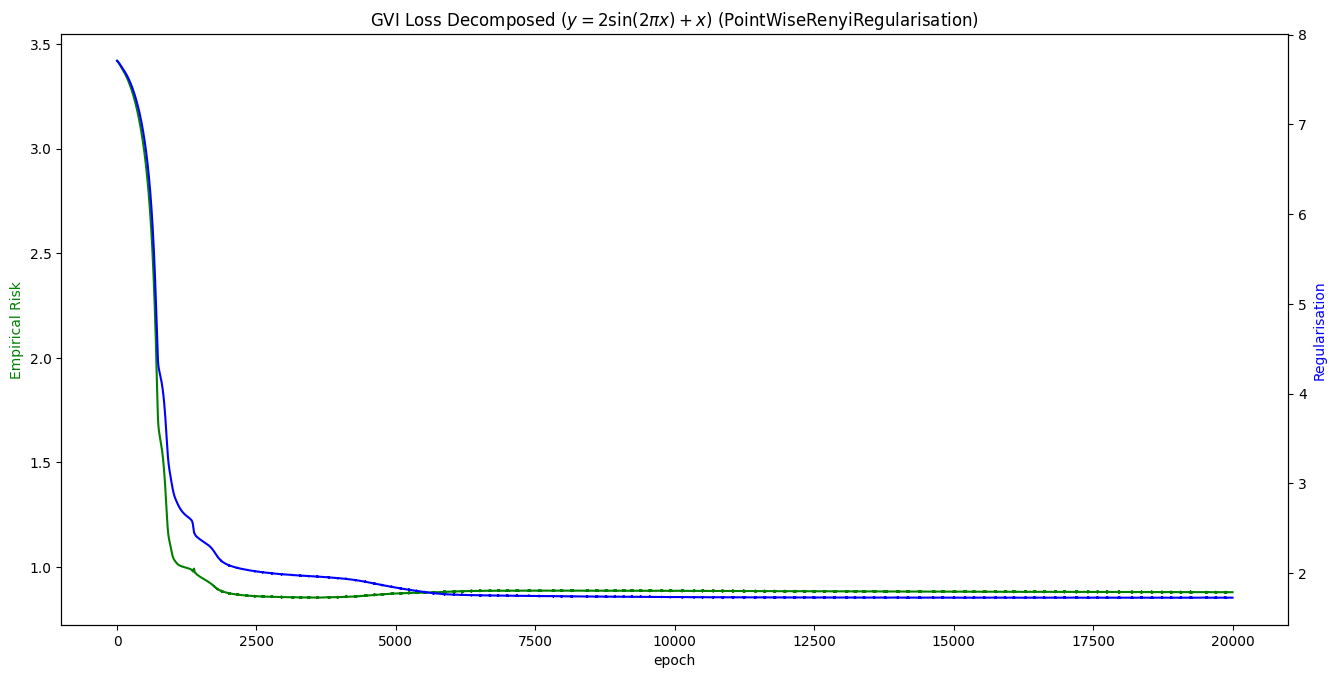 GVI Loss Decomposed (y = 2sin(2πx) + x) (PointWiseRenyiRegularisation)
3.5
3.0
2.5
2.0
1.5
1.0
Empirical Risk
8
7
6
5
4
3
2
Regularisation
0 2500 5000 7500 10000 12500 15000 17500 20000
epoch